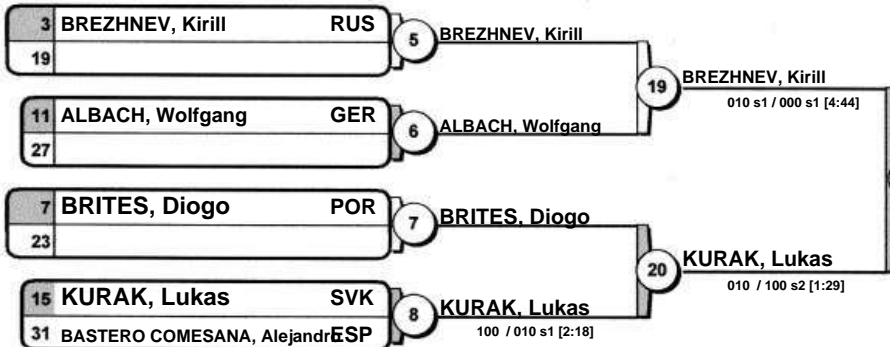 3 BREZHNEV, Kirill RUS
19
5
BREZHNEV, Kirill
11 ALBACH, Wolfgang GER
27
6
ALBACH, Wolfgang
19
BREZHNEV, Kirill
010 s1 / 000 s1 [4:44]
7 BRITES, Diogo POR
23
7
BRITES, Diogo
15 KURAK, Lukas SVK
31 BASTERO COMESANA, Alejandro ESP
8
KURAK, Lukas
100 / 010 s1 [2:18]
20
KURAK, Lukas
010 / 100 s2 [1:29]